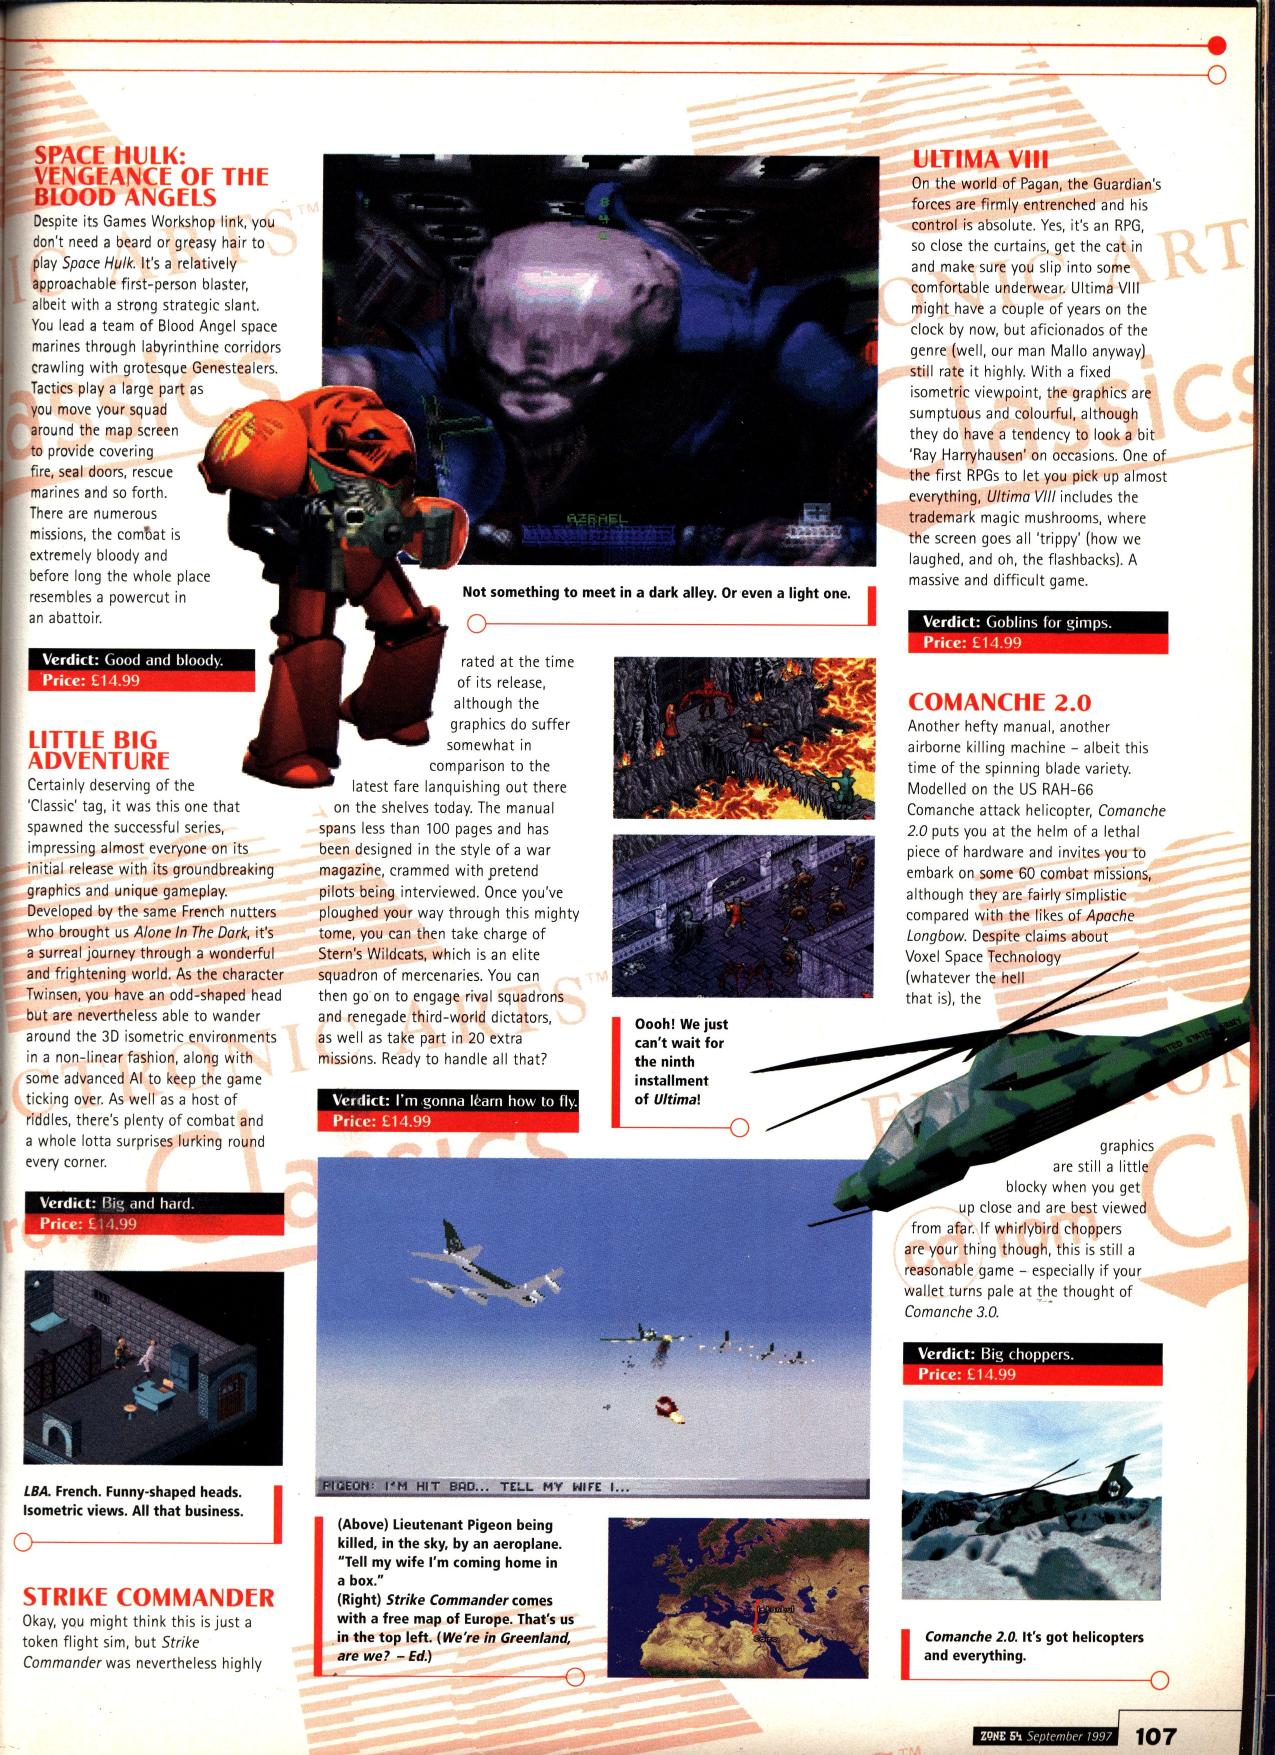 SPACE HULK:
VENGEANCE OF THE
BLOOD ANGELS
Despite its Games Workshop link, you
don't need a beard or greasy hair to
play Space Hulk. It's a relatively
approachable first-person blaster,
albeit with a strong strategic slant.
You lead a team of Blood Angel space
marines through labyrinthine corridors
crawling with grotesque Genestealers.
Tactics play a large part as
you move your squad
around the map screen
to provide covering
fire, seal doors, rescue
marines and so forth.
There are numerous
missions, the combat is
extremely bloody and
before long the whole place
resembles a powercut in
an abattoir.
Verdict: Good and bloody.
Price: £14.99
LITTLE BIG
ADVENTURE
Certainly deserving of the
'Classic' tag, it was this one that
spawned the successful series,
impressing almost everyone on its
initial release with its groundbreaking
graphics and unique gameplay.
Developed by the same French nutters
who brought us Alone In The Dark, it's
a surreal journey through a wonderful
and frightening world. As the character
Twinsen, you have an odd-shaped head
but are nevertheless able to wander
around the 3D isometric environments
in a non-linear fashion, along with
some advanced AI to keep the game
ticking over. As well as a host of
riddles, there's plenty of combat and
a whole lotta surprises lurking round
every corner.
Verdict: Big and hard.
Price: £14.99
LBA. French. Funny-shaped heads.
Isometric views. All that business.
STRIKE COMMANDER
Okay, you might think this is just a
token flight sim, but Strike
Commander was nevertheless highly
AZRAEL
Not something to meet in a dark alley. Or even a light one.
rated at the time
of its release,
although the
graphics do suffer
somewhat in
comparison to the
latest fare lanquishing out there
on the shelves today. The manual
spans less than 100 pages and has
been designed in the style of a war
magazine, crammed with pretend
pilots being interviewed. Once you've
ploughed your way through this mighty
tome, you can then take charge of
Stern's Wildcats, which is an elite
squadron of mercenaries. You can
then go on to engage rival squadrons
and renegade third-world dictators,
as well as take part in 20 extra
missions. Ready to handle all that?
Verdict: I'm gonna learn how to fly.
Price: £14.99
Oooh! We just
can't wait for
the ninth
installment
of Ultima!
PIGEON: I'M HIT BAD... TELL MY WIFE I...
(Above) Lieutenant Pigeon being
killed, in the sky, by an aeroplane.
"Tell my wife I'm coming home in
a box."
(Right) Strike Commander comes
with a free map of Europe. That's us
in the top left. (We're in Greenland,
are we? – Ed.)
Istanbul
Cairo
ULTIMA VIII
On the world of Pagan, the Guardian's
forces are firmly entrenched and his
control is absolute. Yes, it's an RPG,
so close the curtains, get the cat in
and make sure you slip into some
comfortable underwear. Ultima VIII
might have a couple of years on the
clock by now, but aficionados of the
genre (well, our man Mallo anyway)
still rate it highly. With a fixed
isometric viewpoint, the graphics are
sumptuous and colourful, although
they do have a tendency to look a bit
'Ray Harryhausen' on occasions. One of
the first RPGs to let you pick up almost
everything, Ultima VIII includes the
trademark magic mushrooms, where
the screen goes all 'trippy' (how we
laughed, and oh, the flashbacks). A
massive and difficult game.
Verdict: Goblins for gimps.
Price: £14.99
COMANCHE 2.0
Another hefty manual, another
airborne killing machine – albeit this
time of the spinning blade variety.
Modelled on the US RAH-66
Comanche attack helicopter, Comanche
2.0 puts you at the helm of a lethal
piece of hardware and invites you to
embark on some 60 combat missions,
although they are fairly simplistic
compared with the likes of Apache
Longbow. Despite claims about
Voxel Space Technology
(whatever the hell
that is), the
UNITED STATES ARMY
graphics
are still a little
blocky when you get
up close and are best viewed
from afar. If whirlybird choppers
are your thing though, this is still a
reasonable game – especially if your
wallet turns pale at the thought of
Comanche 3.0.
Verdict: Big choppers.
Price: £14.99
Comanche 2.0. It's got helicopters
and everything.
ZONE 54 September 1997 107